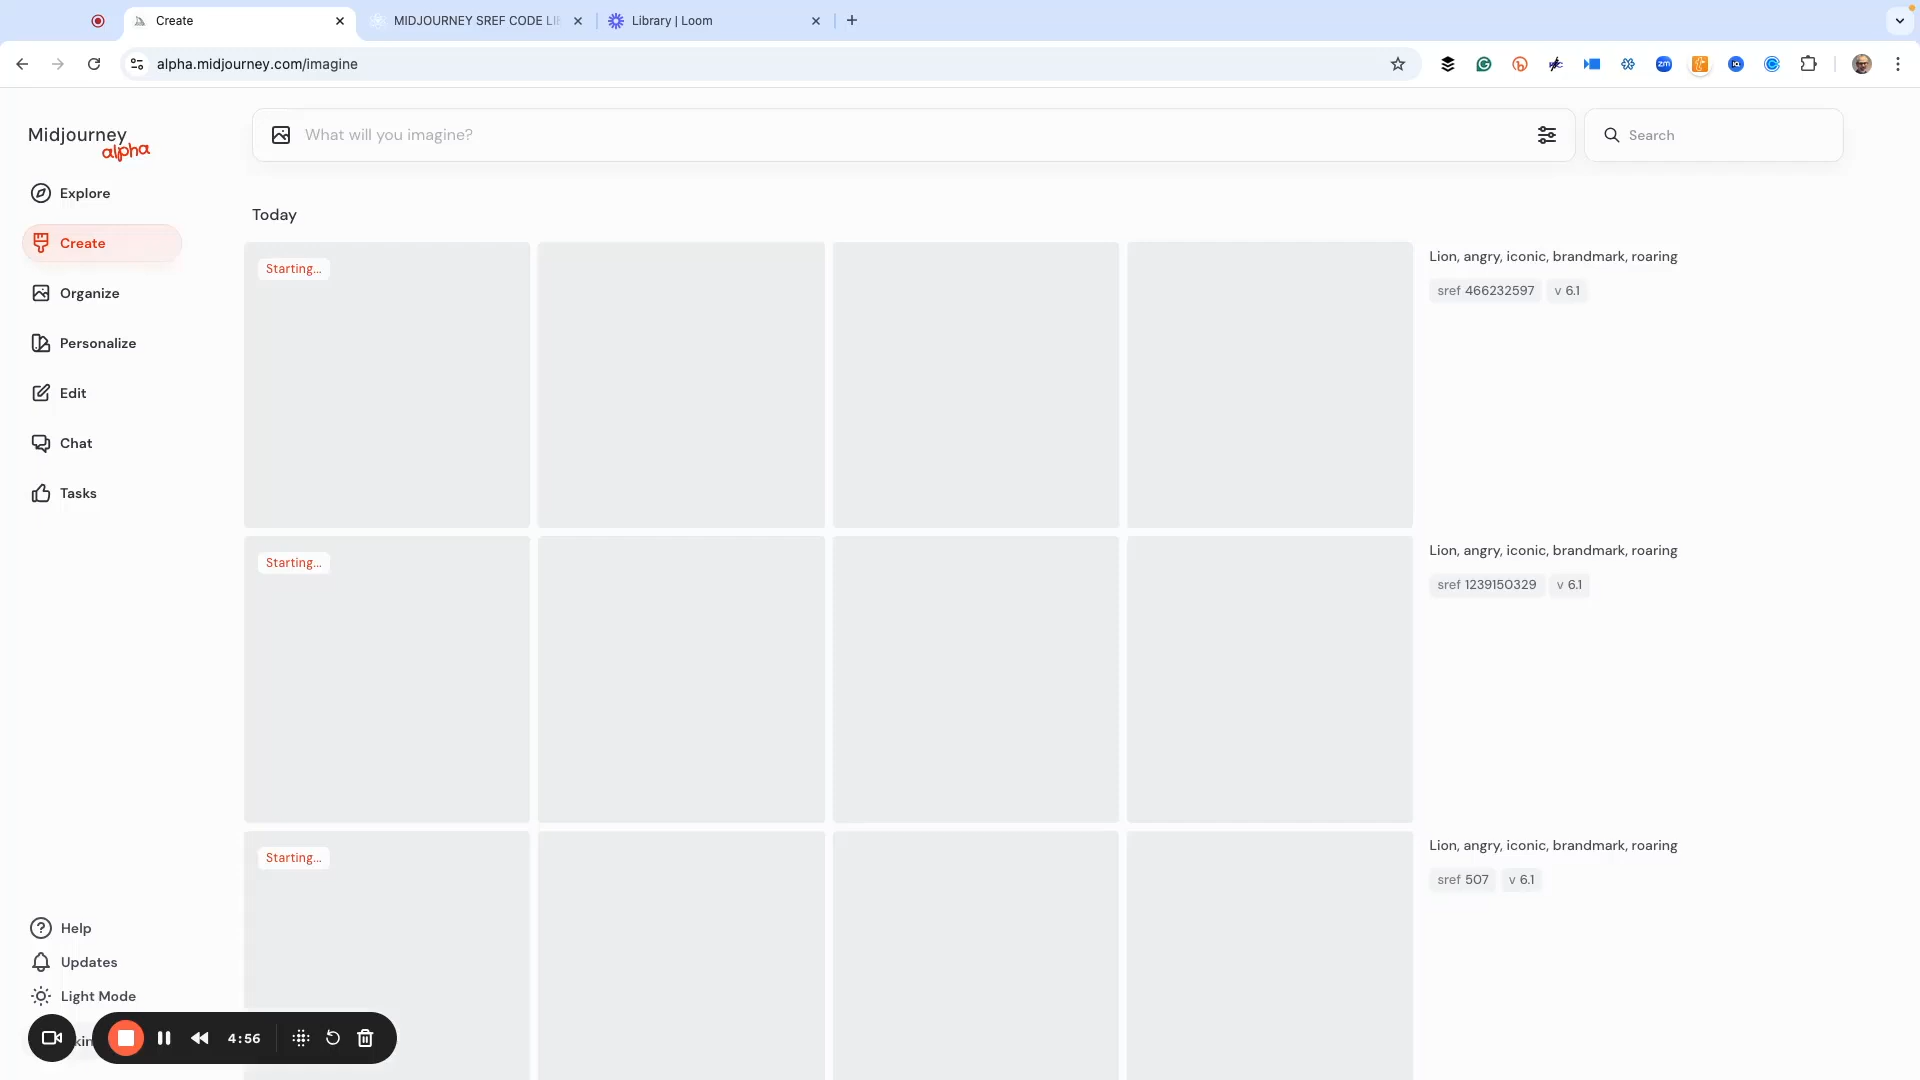 Create
MIDJOURNEY SREF CODE LI
Library | Loom
alpha.midjourney.com/imagine
zm
Midjourney
alpha
What will you imagine?
Search
Explore
Create
Organize
Personalize
Edit
Chat
Tasks
Today
Starting...
Lion, angry, iconic, brandmark, roaring
sref 466232597 v 6.1
Starting...
Lion, angry, iconic, brandmark, roaring
sref 1239150329 v 6.1
Starting...
Lion, angry, iconic, brandmark, roaring
sref 507 v 6.1
Help
Updates
Light Mode
4:56